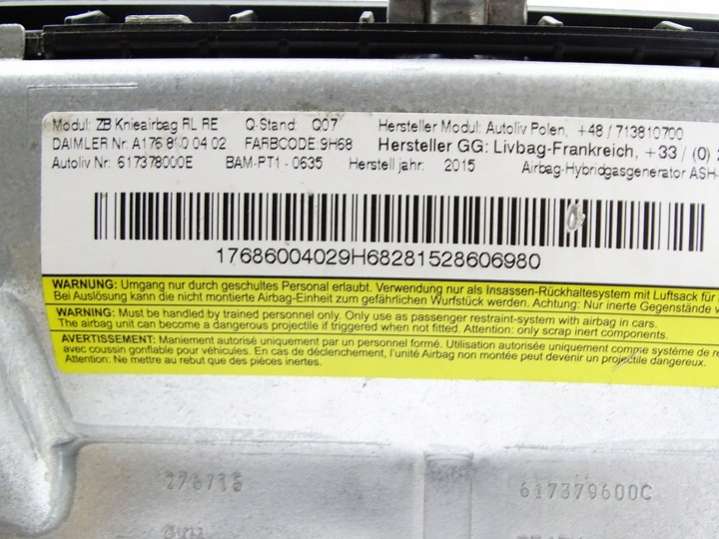 Modul: ZB Knieairbag RL RE Q-Stand: Q07 Hersteller Modul: Autoliv Polen, +48/713810700
DAIMLER Nr. A176 860 04 02 FARBCODE 9H68 Hersteller GG: Livbag-Frankreich, +33/ (0) 2
Autoliv Nr: 617378000E BAM-PT1 - 0635 Herstelljahr: 2015 Airbag-Hybridgasgenerator ASH-
17686004029H68281528606980
WARNUNG: Umgang nur durch geschultes Personal erlaubt. Verwendung nur als Insassen-Rückhaltesystem mit Luftsack für
Bei Auslösung kann die nicht montierte Airbag-Einheit zum gefährlichen Wurfstück werden. Achtung: Nur inerte Gegenstände
WARNING: Must be handled by trained personnel only. Only use as passenger restraint-system with airbag in cars.
The airbag unit can become a dangerous projectile if triggered when not fitted. Attention: only scrap inert components.
AVERTISSEMENT: Maniement autorisé uniquement par un personnel formé. Utilisation autorisée uniquement comme système de
avec coussin gonflable pour véhicules. En cas de déclenchement, l'unité Airbag non montée peut devenir un projectile dangereux.
Attention: Ne mettre au rebut que des pièces inertes.
617379600C